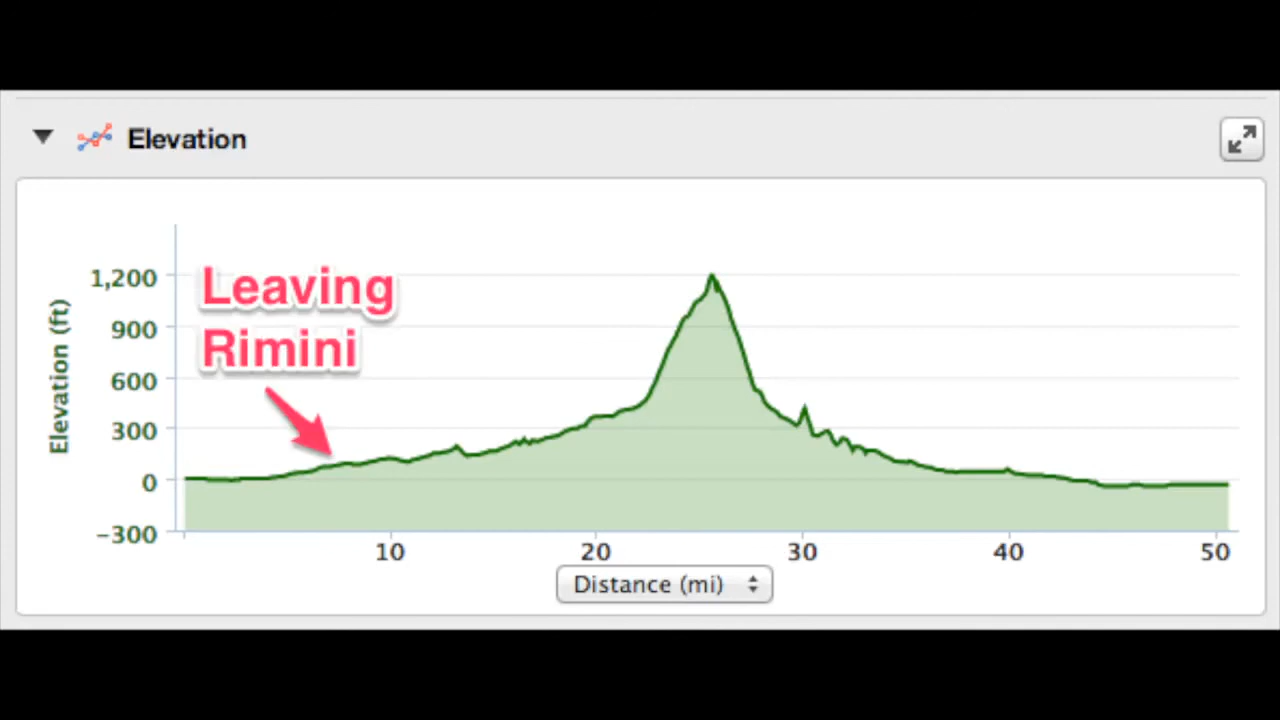 Elevation
Leaving
Rimini
Elevation (ft)
1,200
900
600
300
0
−300
10
20
30
40
50
Distance (mi)